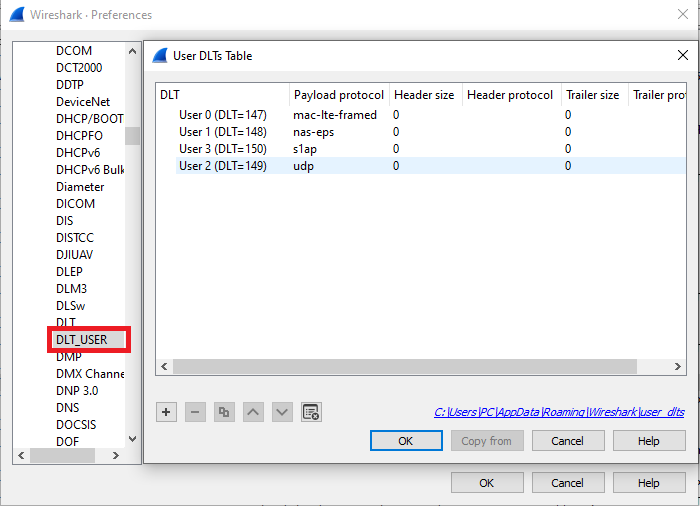 Wireshark · Preferences
DCOM
DCT2000
DDTP
DeviceNet
DHCP/BOOT
DHCPFO
DHCPv6
DHCPv6 Bulk
Diameter
DICOM
DIS
DISTCC
DJIUAV
DLEP
DLM3
DLSw
DLT
DLT_USER
DMP
DMX Channe
DNP 3.0
DNS
DOCSIS
DOF
User DLTs Table
DLT Payload protocol Header size Header protocol Trailer size Trailer prot
User 0 (DLT=147) mac-lte-framed 0 0
User 1 (DLT=148) nas-eps 0 0
User 3 (DLT=150) s1ap 0 0
User 2 (DLT=149) udp 0 0
C:\Users\PC\AppData\Roaming\Wireshark\user_dlts
OK Copy from Cancel Help
OK Cancel Help